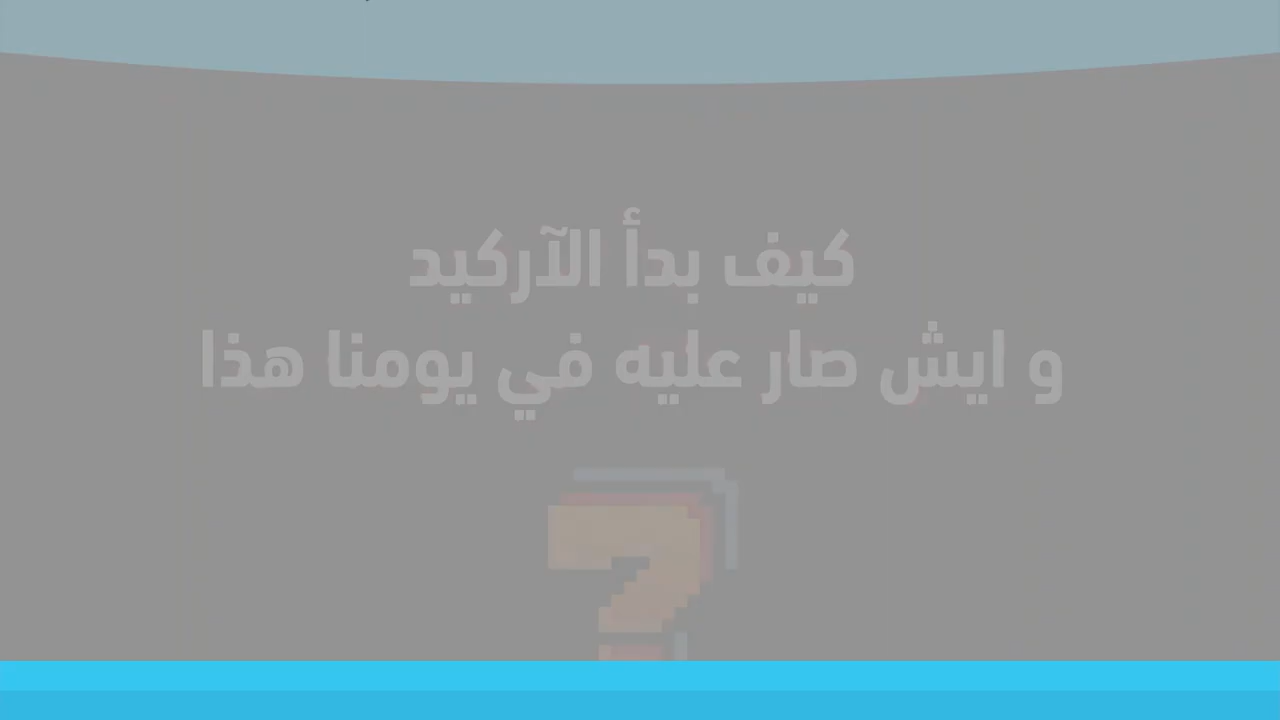 كيف بدأ الآركيد
و ايش صار عليه في يومنا هذا
?